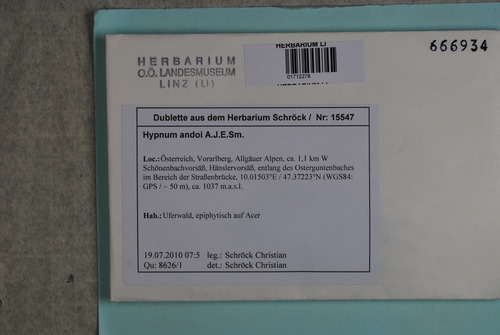 HERBARIUM
O.Ö. LANDESMUSEUM
LINZ (LI)
HERBARIUM LI
01712276
HERBARIUM LI
666934
Dublette aus dem Herbarium Schröck / Nr: 15547
Hypnum andoi A.J.E.Sm.
Loc.: Österreich, Vorarlberg, Allgäuer Alpen, ca. 1,1 km W
Schönenbachvorsäß, Hänslervorsäß, entlang des Osterguntenbaches
im Bereich der Straßenbrücke, 10.01503°E / 47.37223°N (WGS84:
GPS / ~ 50 m), ca. 1037 m.a.s.l.
Hab.: Uferwald, epiphytisch auf Acer
19.07.2010 07:5 leg.: Schröck Christian
Qu: 8626/1 det.: Schröck Christian